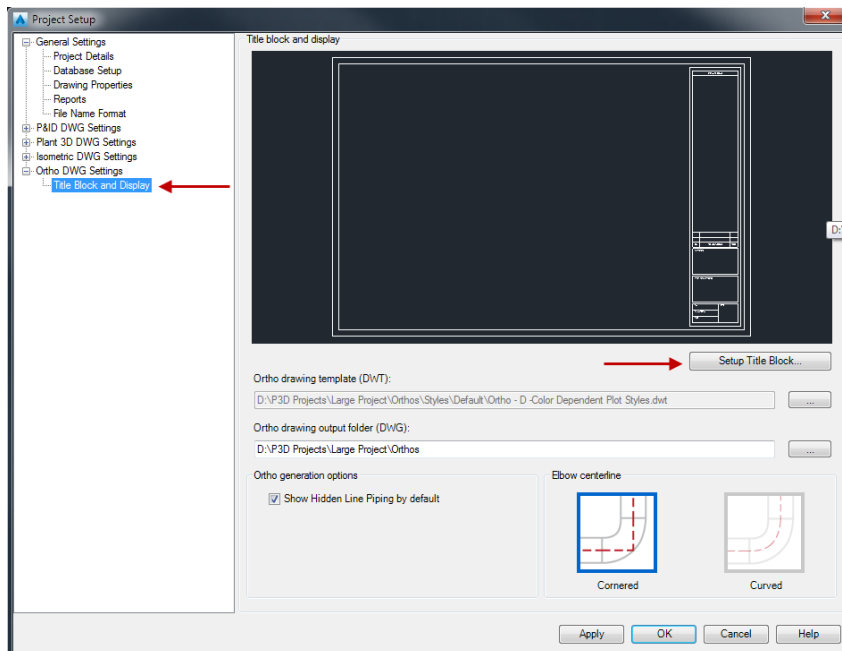 Project Setup
General Settings
Project Details
Database Setup
Drawing Properties
Reports
File Name Format
P&ID DWG Settings
Plant 3D DWG Settings
Isometric DWG Settings
Ortho DWG Settings
Title Block and Display
Title block and display
D:\
Setup Title Block...
Ortho drawing template (DWT):
D:\P3D Projects\Large Project\Orthos\Styles\Default\Ortho - D -Color Dependent Plot Styles.dwt
...
Ortho drawing output folder (DWG):
D:\P3D Projects\Large Project\Orthos
...
Ortho generation options
Show Hidden Line Piping by default
Elbow centerline
Cornered
Curved
Apply
OK
Cancel
Help